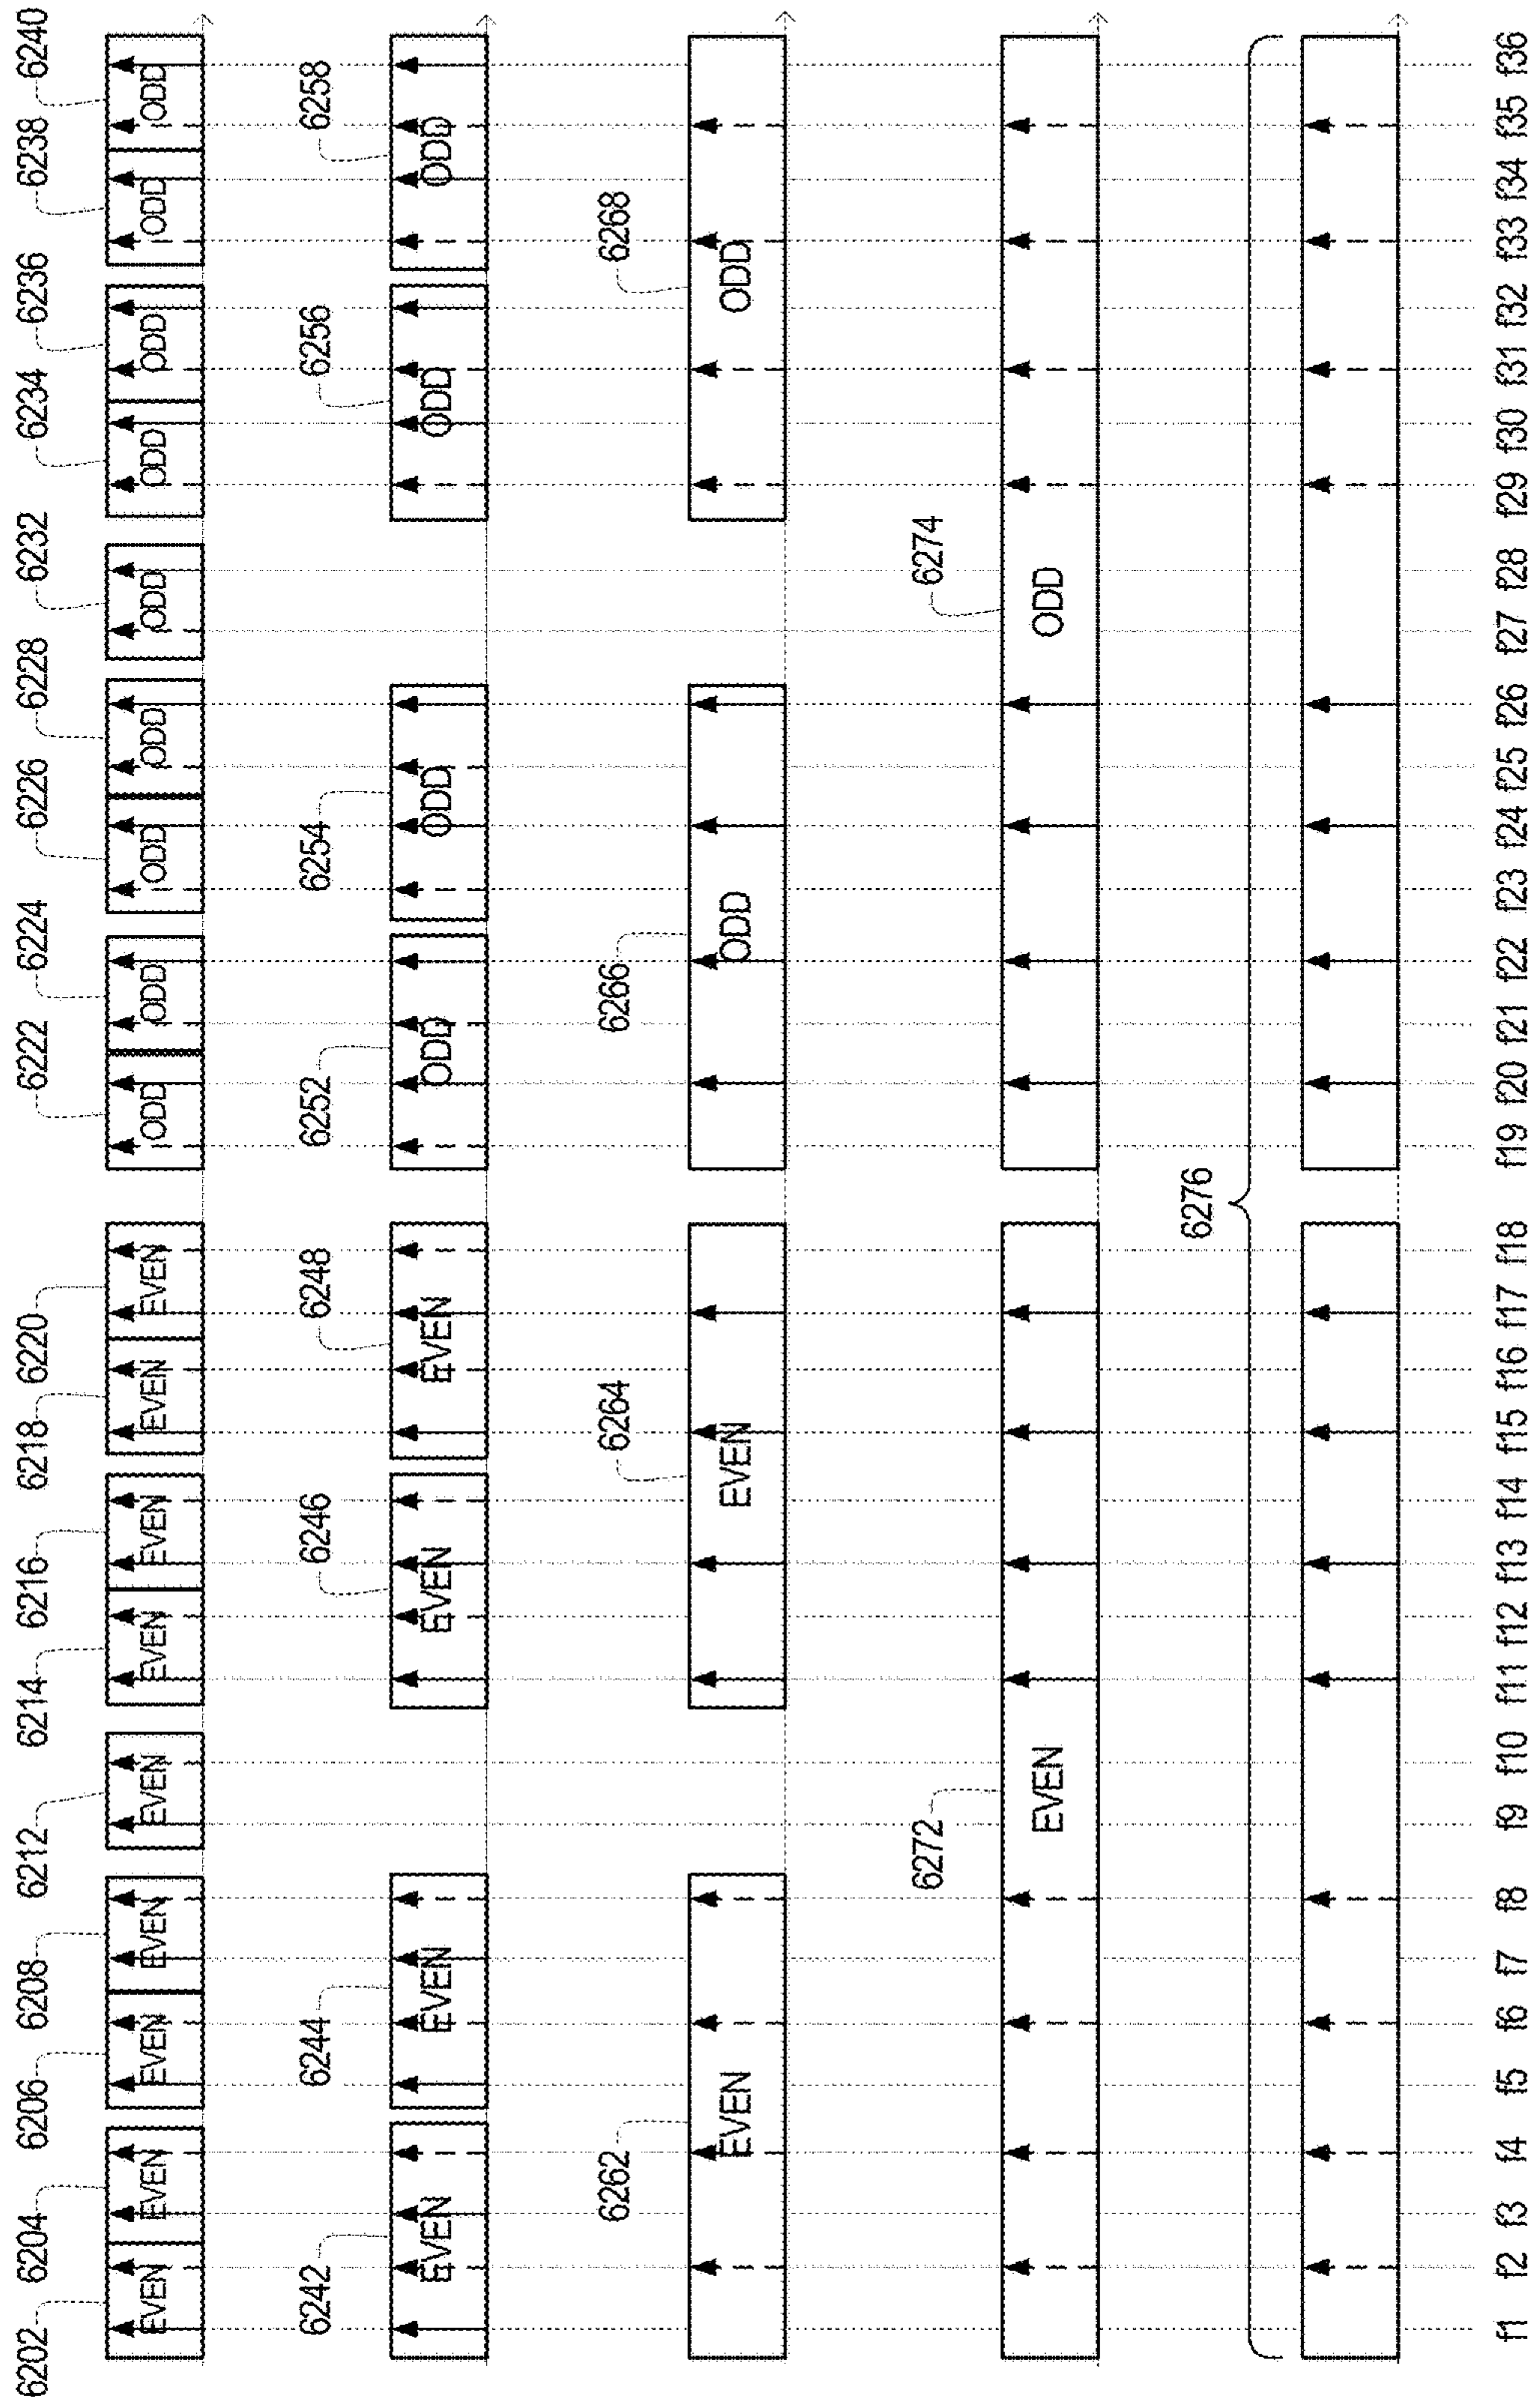 6202 6204 6206 6208 6212 6214 6216 6218 6220 6222 6224 6226 6228 6232 6234 6236 6238 6240
EVEN EVEN EVEN EVEN EVEN EVEN EVEN EVEN EVEN ODD ODD ODD ODD ODD ODD ODD ODD ODD
6242 6244 6246 6248 6252 6254 6256 6258
EVEN EVEN EVEN EVEN ODD ODD ODD ODD
6262 6264 6266 6268
EVEN EVEN ODD ODD
6272 6274
EVEN ODD
6276
f1 f2 f3 f4 f5 f6 f7 f8 f9 f10 f11 f12 f13 f14 f15 f16 f17 f18 f19 f20 f21 f22 f23 f24 f25 f26 f27 f28 f29 f30 f31 f32 f33 f34 f35 f36